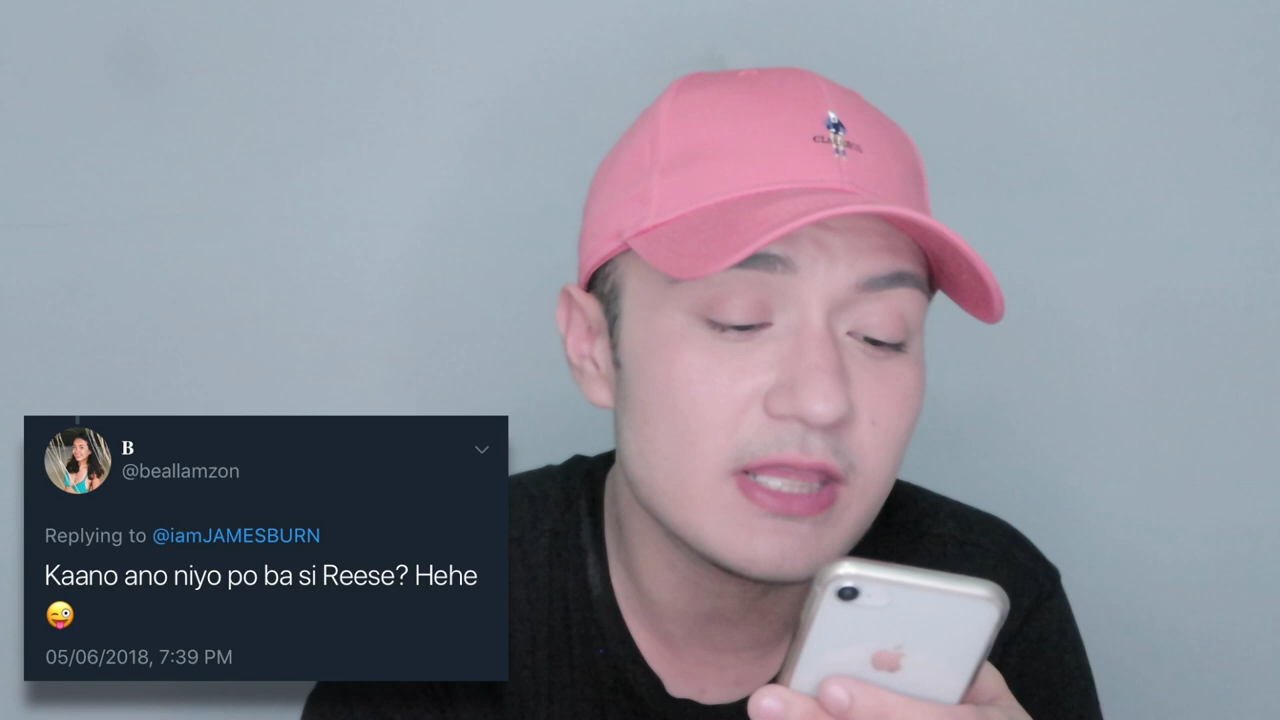 B
@beallamzon
Replying to @iamJAMESBURN
Kaano ano niyo po ba si Reese? Hehe
😜
05/06/2018, 7:39 PM